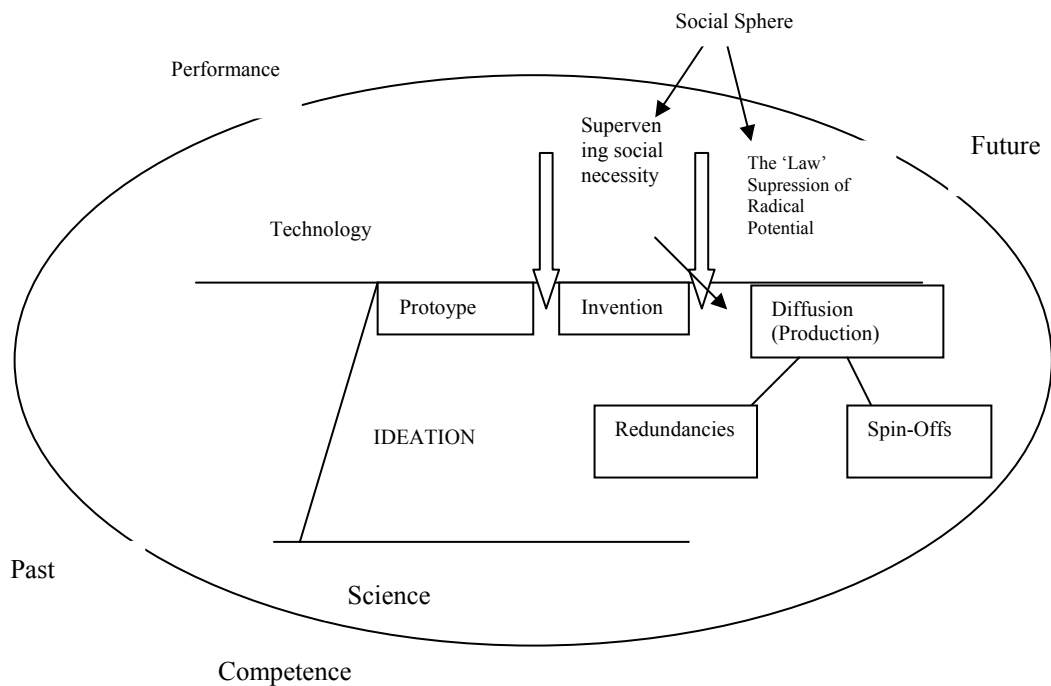 Social Sphere
Performance
Superven
ing social
necessity
Future
The ‘Law’
Supression of
Radical
Potential
Technology
Protoype
Invention
Diffusion
(Production)
IDEATION
Redundancies
Spin-Offs
Past
Science
Competence